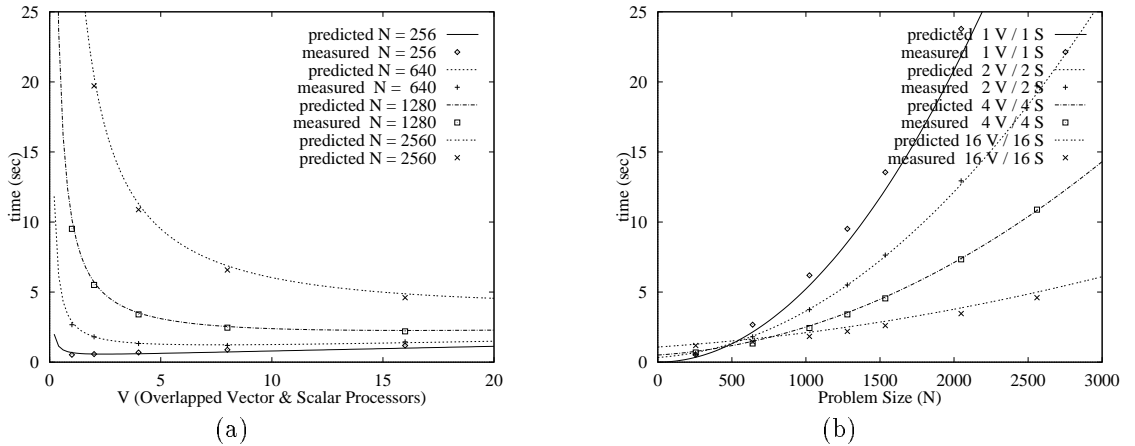 25
20
15
10
5
0
time (sec)
0 5 10 15 20
V (Overlapped Vector & Scalar Processors)
predicted N = 256
measured N = 256
predicted N = 640
measured N = 640
predicted N = 1280
measured N = 1280
predicted N = 2560
predicted N = 2560
(a)
25
20
15
10
5
0
time (sec)
0 500 1000 1500 2000 2500 3000
Problem Size (N)
predicted 1 V / 1 S
measured 1 V / 1 S
predicted 2 V / 2 S
measured 2 V / 2 S
predicted 4 V / 4 S
measured 4 V / 4 S
predicted 16 V / 16 S
measured 16 V / 16 S
(b)